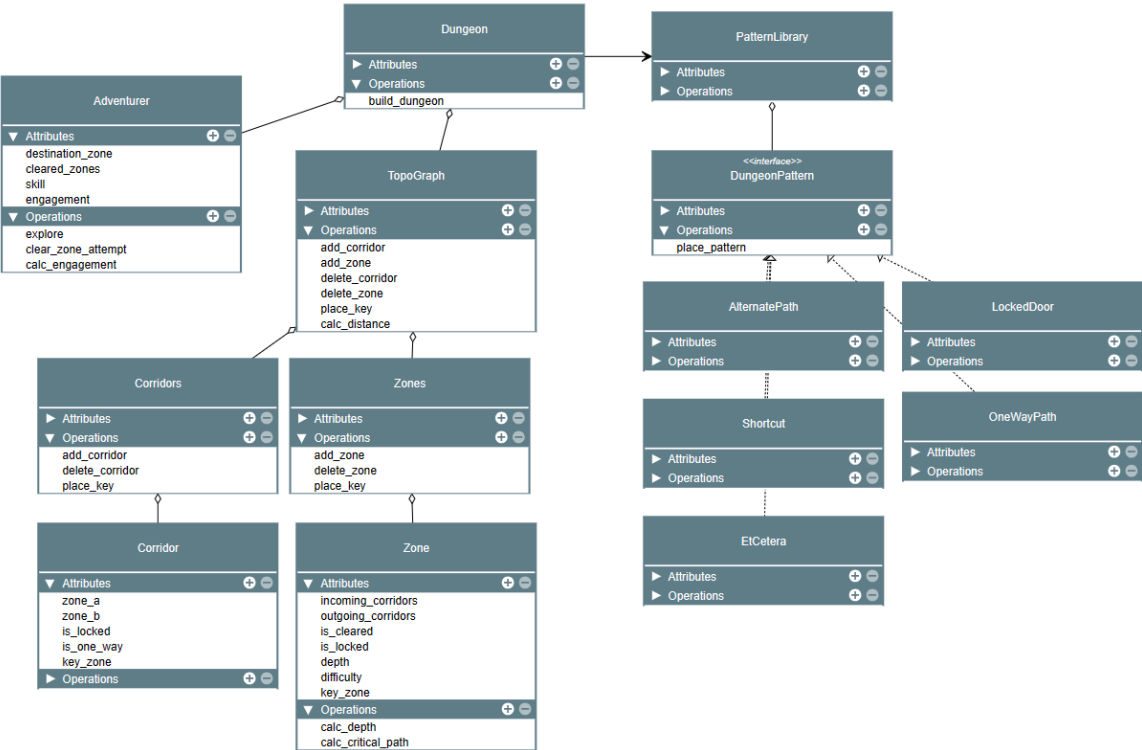 Dungeon
Attributes
Operations
build_dungeon
PatternLibrary
Attributes
Operations
Adventurer
Attributes
destination_zone
cleared_zones
skill
engagement
Operations
explore
clear_zone_attempt
calc_engagement
TopoGraph
Attributes
Operations
add_corridor
add_zone
delete_corridor
delete_zone
place_key
calc_distance
<<interface>>
DungeonPattern
Attributes
Operations
place_pattern
AlternatePath
Attributes
Operations
LockedDoor
Attributes
Operations
Corridors
Attributes
Operations
add_corridor
delete_corridor
place_key
Zones
Attributes
Operations
add_zone
delete_zone
place_key
Shortcut
Attributes
Operations
OneWayPath
Attributes
Operations
Corridor
Attributes
zone_a
zone_b
is_locked
is_one_way
key_zone
Operations
Zone
Attributes
incoming_corridors
outgoing_corridors
is_cleared
is_locked
depth
difficulty
key_zone
Operations
calc_depth
calc_critical_path
EtCetera
Attributes
Operations